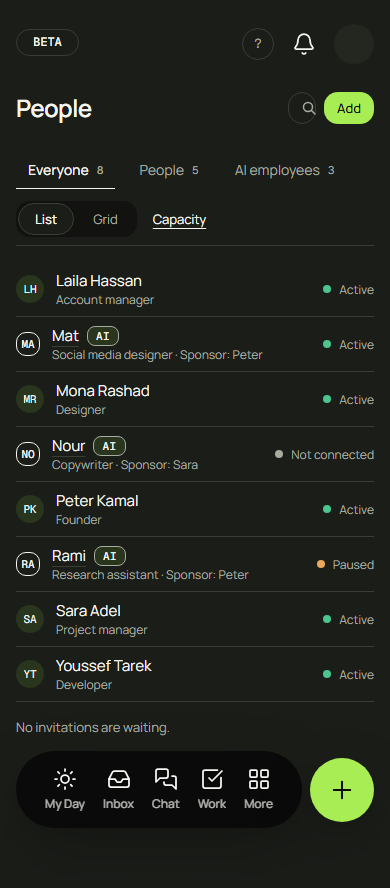 BETA
?
People
Add
Everyone 8 People 5 AI employees 3
List Grid Capacity
LH Laila Hassan
Account manager
Active
MA Mat AI
Social media designer · Sponsor: Peter
Active
MR Mona Rashad
Designer
Active
NO Nour AI
Copywriter · Sponsor: Sara
Not connected
PK Peter Kamal
Founder
Active
RA Rami AI
Research assistant · Sponsor: Peter
Paused
SA Sara Adel
Project manager
Active
YT Youssef Tarek
Developer
Active
No invitations are waiting.
My Day Inbox Chat Work More